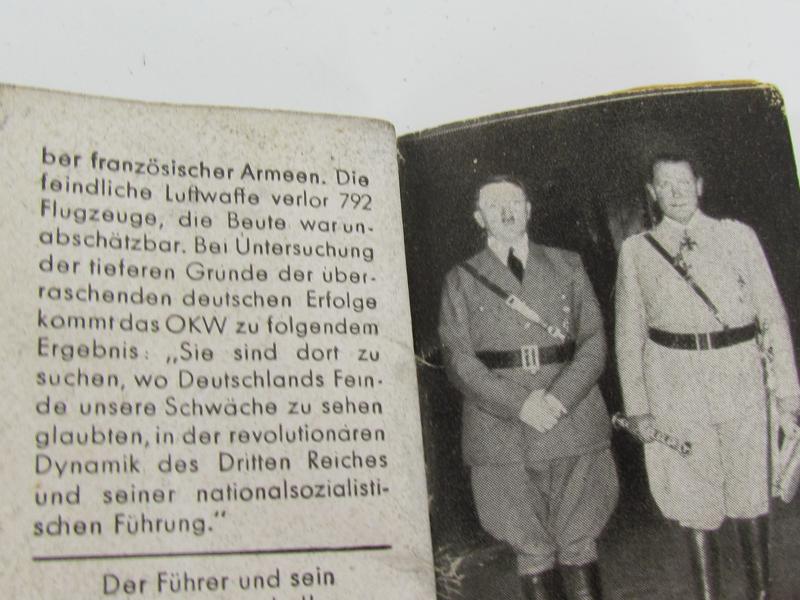 ber französischer Armeen. Die
feindliche Luftwaffe verlor 792
Flugzeuge, die Beute war un-
abschätzbar. Bei Untersuchung
der tieferen Gründe der über-
raschenden deutschen Erfolge
kommt das OKW zu folgendem
Ergebnis: „Sie sind dort zu
suchen, wo Deutschlands Fein-
de unsere Schwäche zu sehen
glaubten, in der revolutionären
Dynamik des Dritten Reiches
und seiner nationalsozialisti-
schen Führung.“
Der Führer und sein